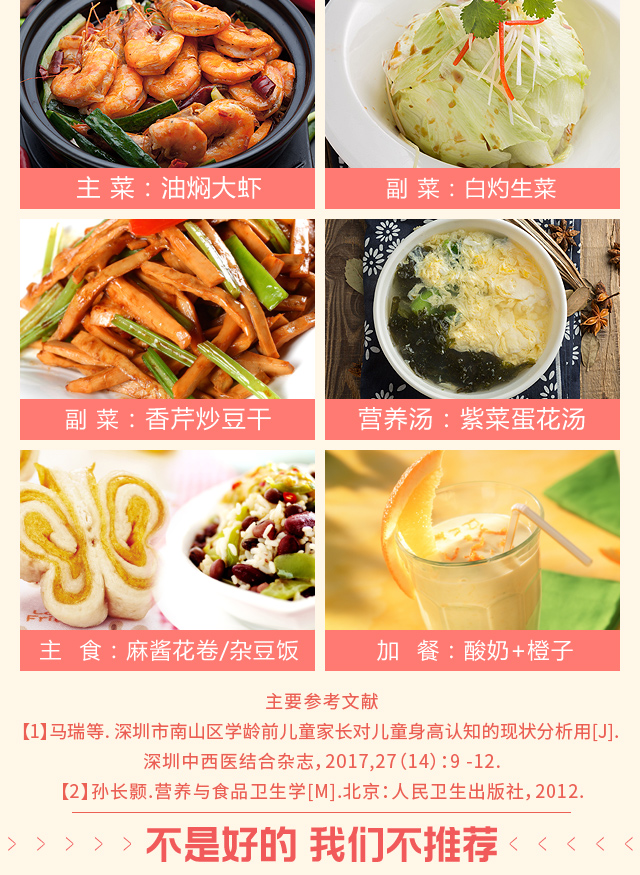 主 菜：油焖大虾
副 菜：白灼生菜
副 菜：香芹炒豆干
营养汤：紫菜蛋花汤
主 食：麻酱花卷/杂豆饭
加 餐：酸奶+橙子
主要参考文献
【1】马瑞等. 深圳市南山区学龄前儿童家长对儿童身高认知的现状分析用[J].
深圳中西医结合杂志，2017,27（14）：9 -12.
【2】孙长颢.营养与食品卫生学[M].北京：人民卫生出版社，2012.
不是好的 我们不推荐